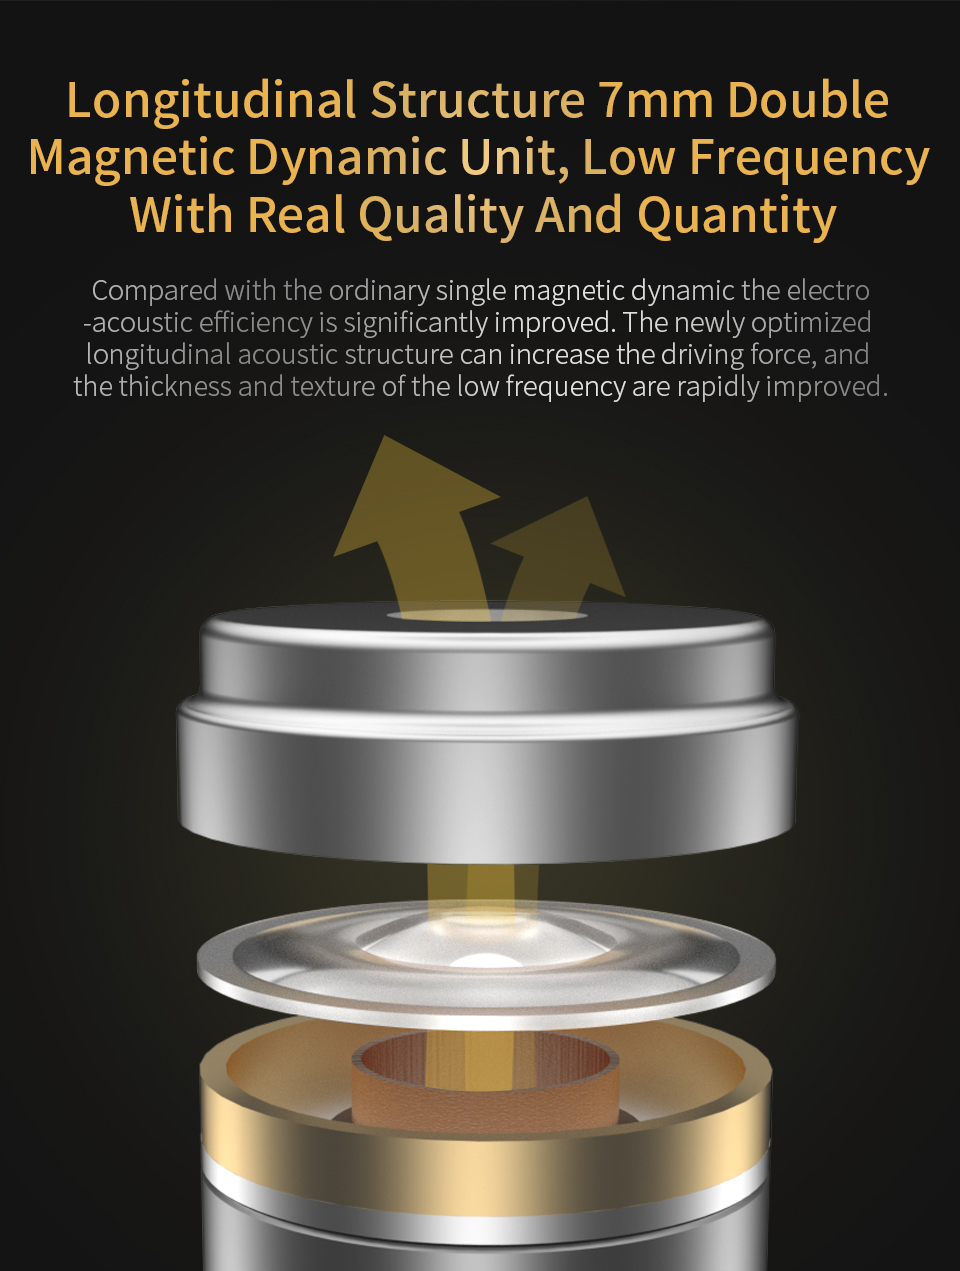 Longitudinal Structure 7mm Double
Magnetic Dynamic Unit, Low Frequency
With Real Quality And Quantity
Compared with the ordinary single magnetic dynamic the electro
-acoustic efficiency is significantly improved. The newly optimized
longitudinal acoustic structure can increase the driving force, and
the thickness and texture of the low frequency are rapidly improved.